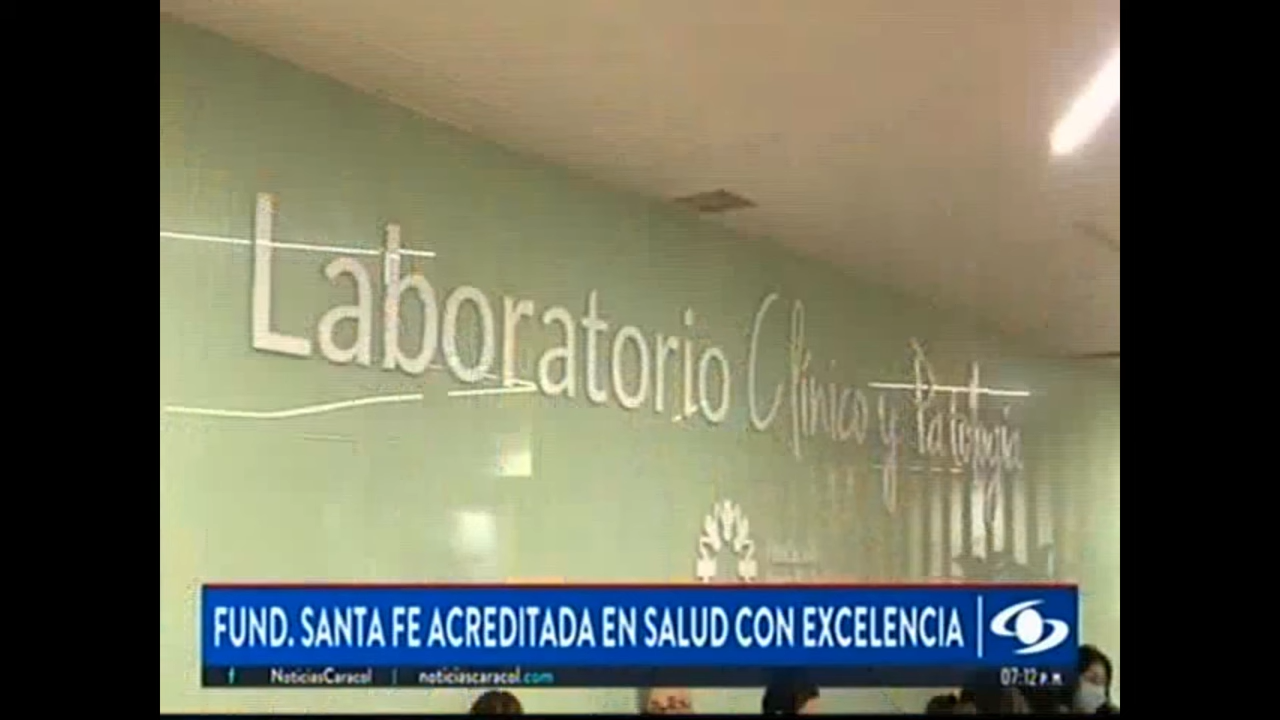 Laboratorio Clínico y Patología
FUND. SANTA FE ACREDITADA EN SALUD CON EXCELENCIA
f NoticiasCaracol | noticiascaracol.com 07:12 P.M.